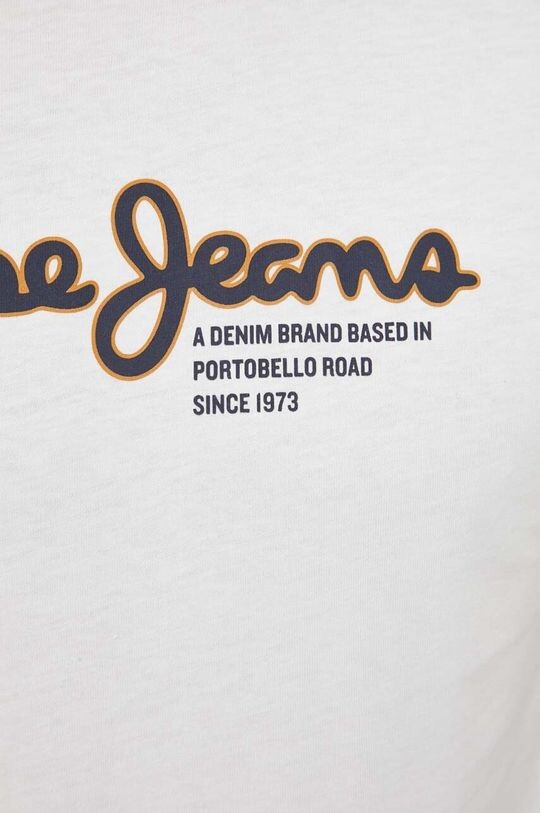 e Jeans
A DENIM BRAND BASED IN
PORTOBELLO ROAD
SINCE 1973